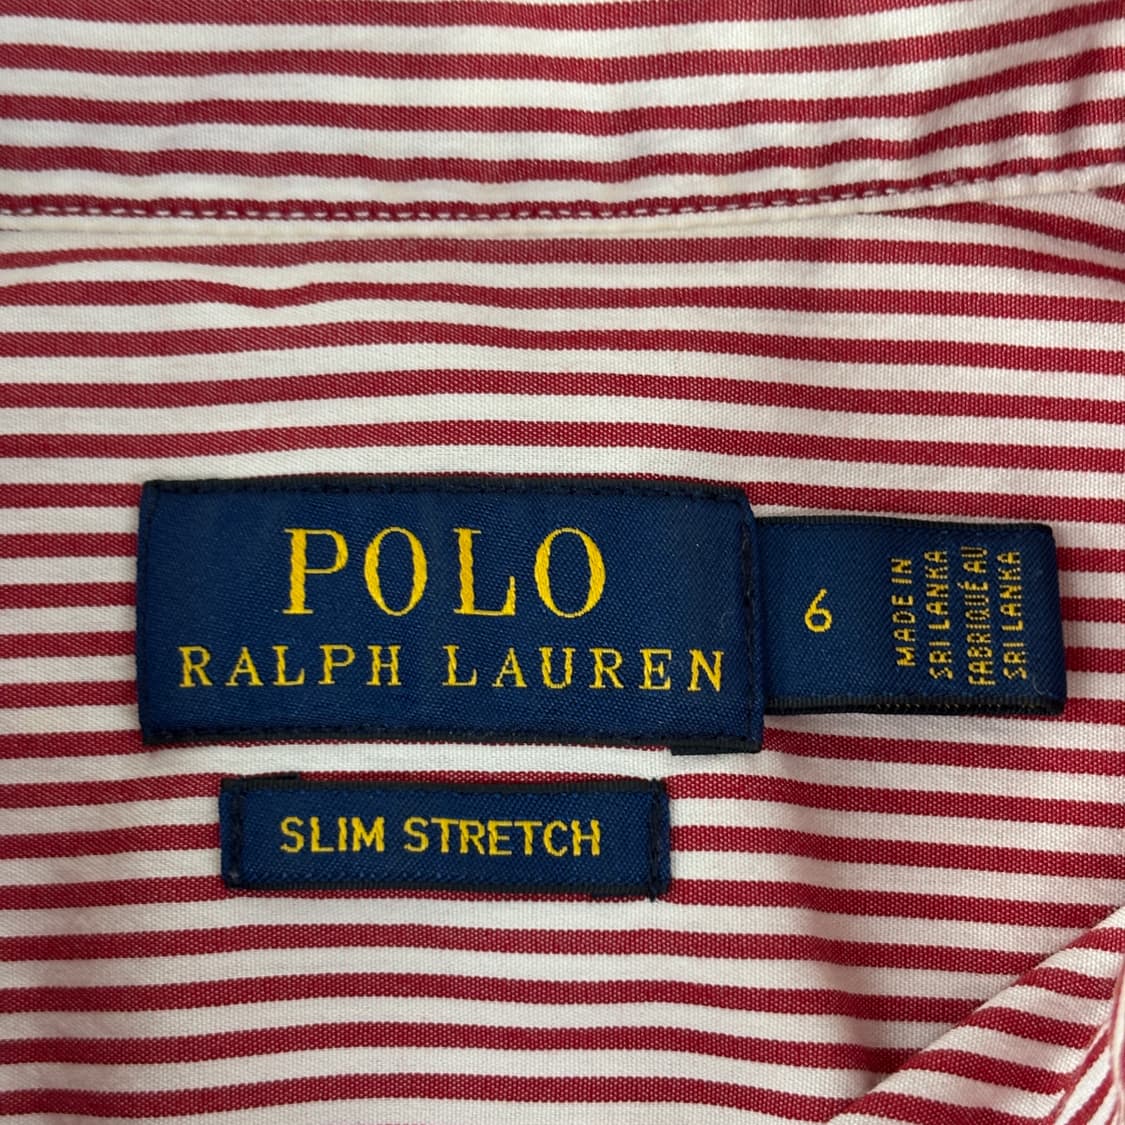 POLO
RALPH LAUREN
6
MADE IN
SRI LANKA
FABRIQUÉ AU
SRI LANKA
SLIM STRETCH